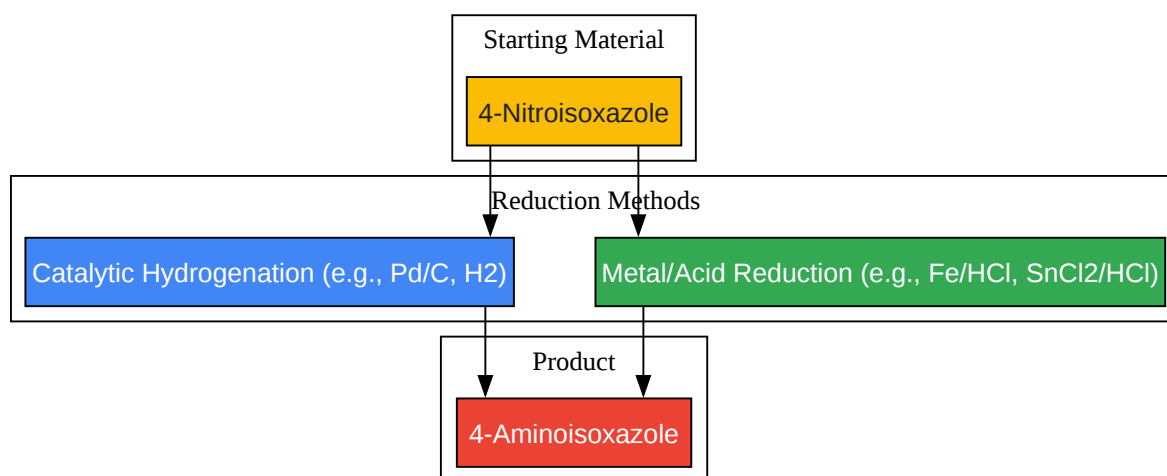 Starting Material
4-Nitroisoxazole
Reduction Methods
Catalytic Hydrogenation (e.g., Pd/C, H2)
Metal/Acid Reduction (e.g., Fe/HCl, SnCl2/HCl)
Product
4-Aminoisoxazole